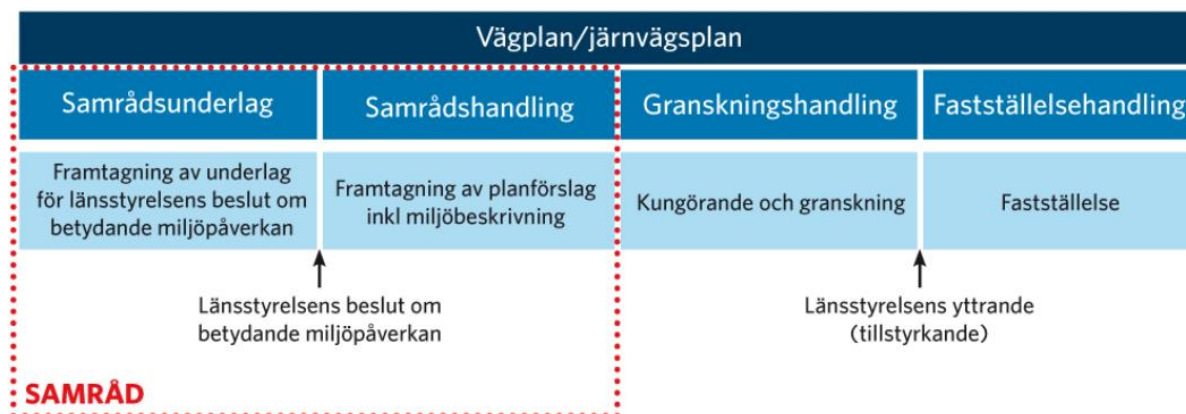 Vägplan/järnvägsplan
Samrådsunderlag
Samrådshandling
Granskningshandling
Fastställelsehandling
Framtagning av underlag
för länsstyrelsens beslut om
betydande miljöpåverkan
Framtagning av planförslag
inkl miljöbeskrivning
Kungörande och granskning
Fastställelse
Länsstyrelsens beslut om
betydande miljöpåverkan
Länsstyrelsens yttrande
(tillstyrkande)
SAMRÅD